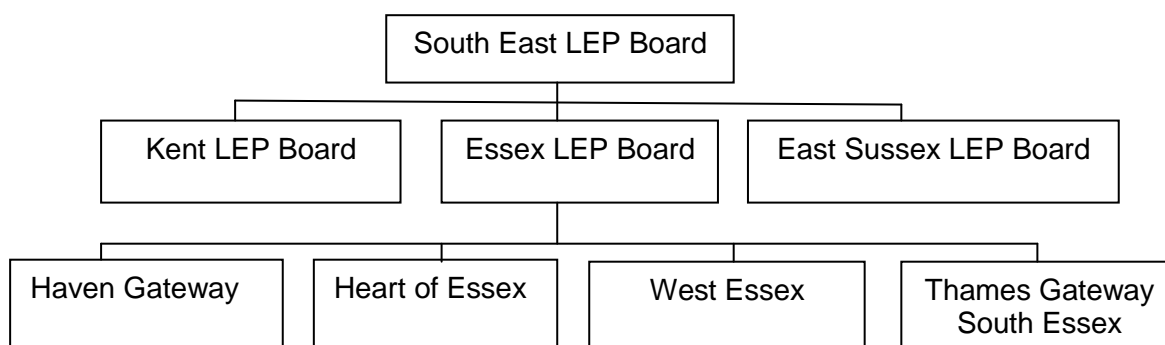 South East LEP Board
Kent LEP Board
Essex LEP Board
East Sussex LEP Board
Haven Gateway
Heart of Essex
West Essex
Thames Gateway
South Essex